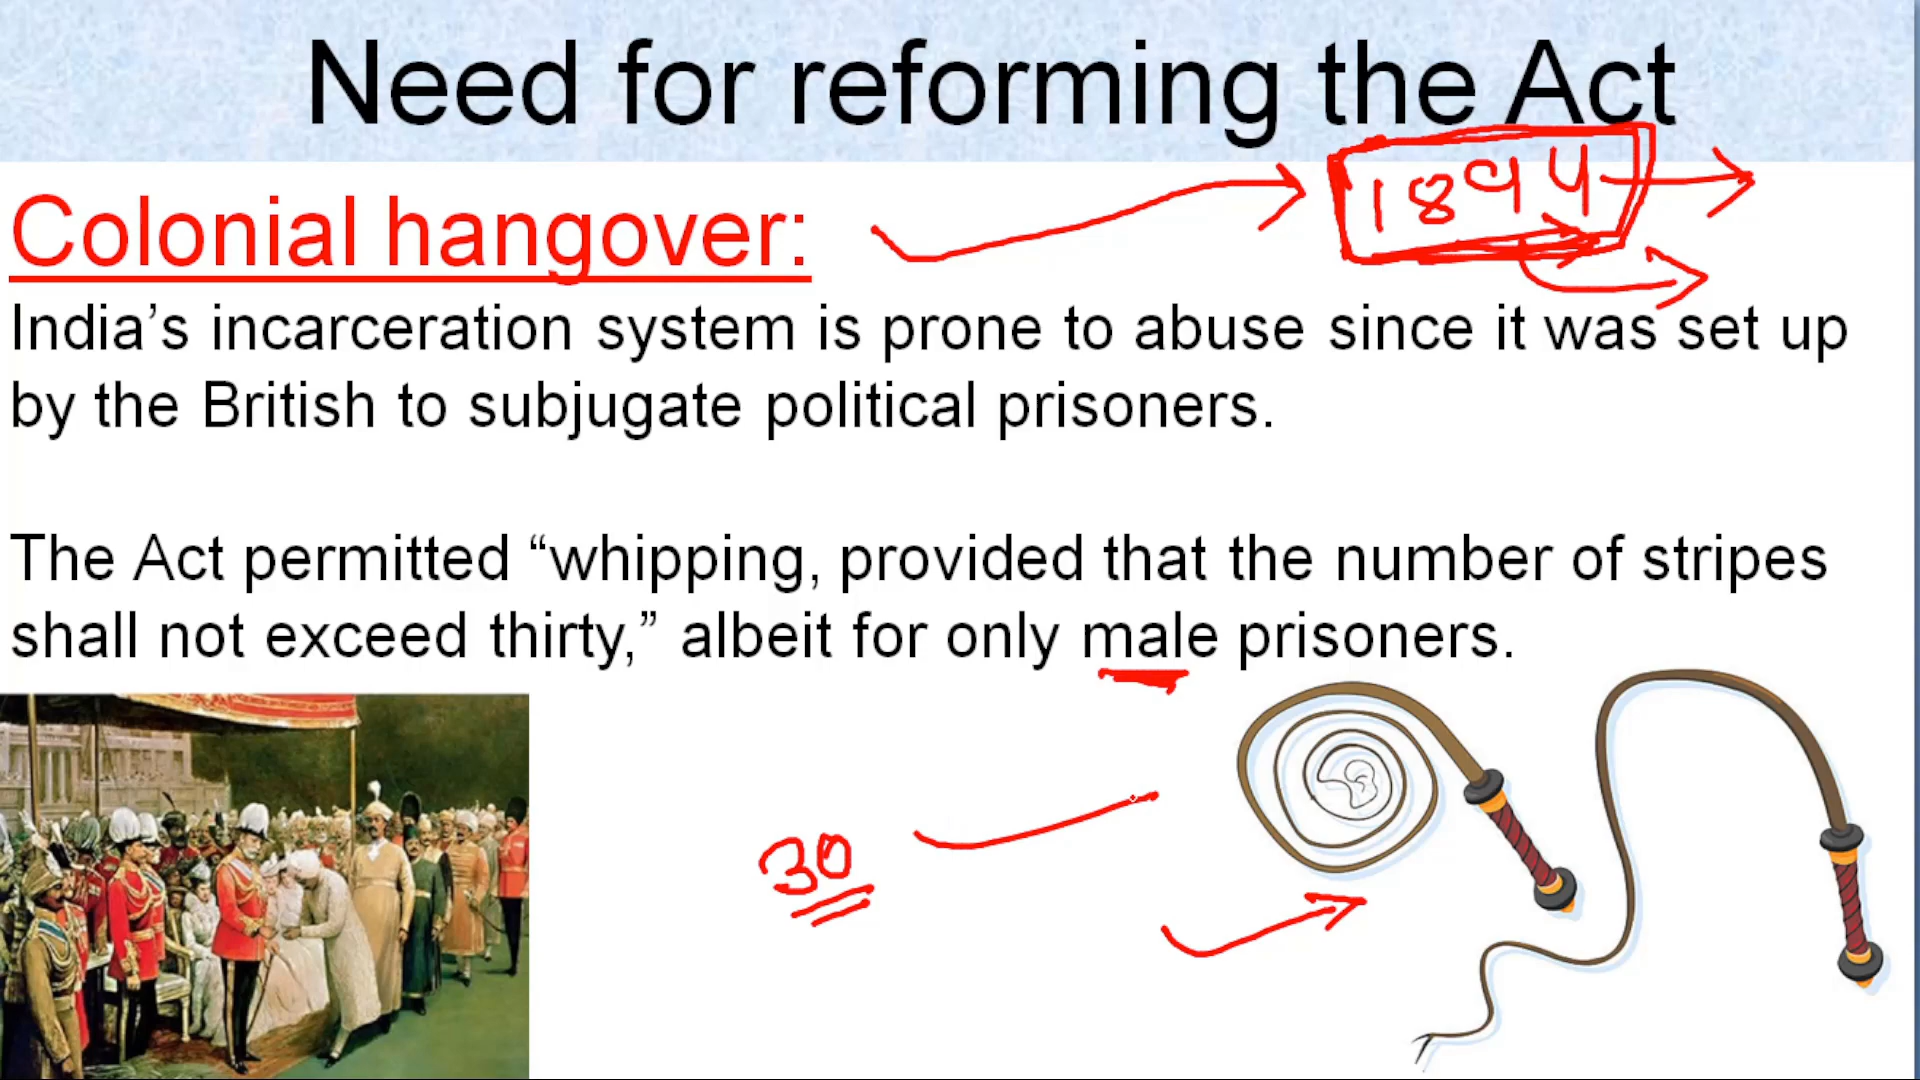 Need for reforming the Act
1894
Colonial hangover:
India’s incarceration system is prone to abuse since it was set up
by the British to subjugate political prisoners.
The Act permitted “whipping, provided that the number of stripes
shall not exceed thirty,” albeit for only male prisoners.
30